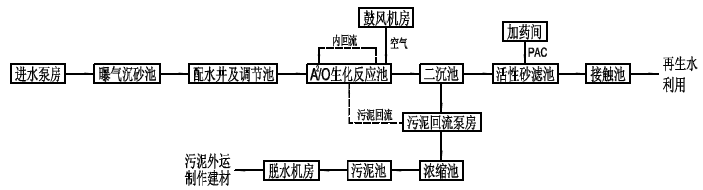 鼓风机房
加药间
内回流
空气
PAC
进水泵房
曝气沉砂池
配水井及调节池
A/O生化反应池
二沉池
活性砂滤池
接触池
再生水
利用
污泥回流
污泥回流泵房
污泥外运
制作建材
脱水机房
污泥池
浓缩池